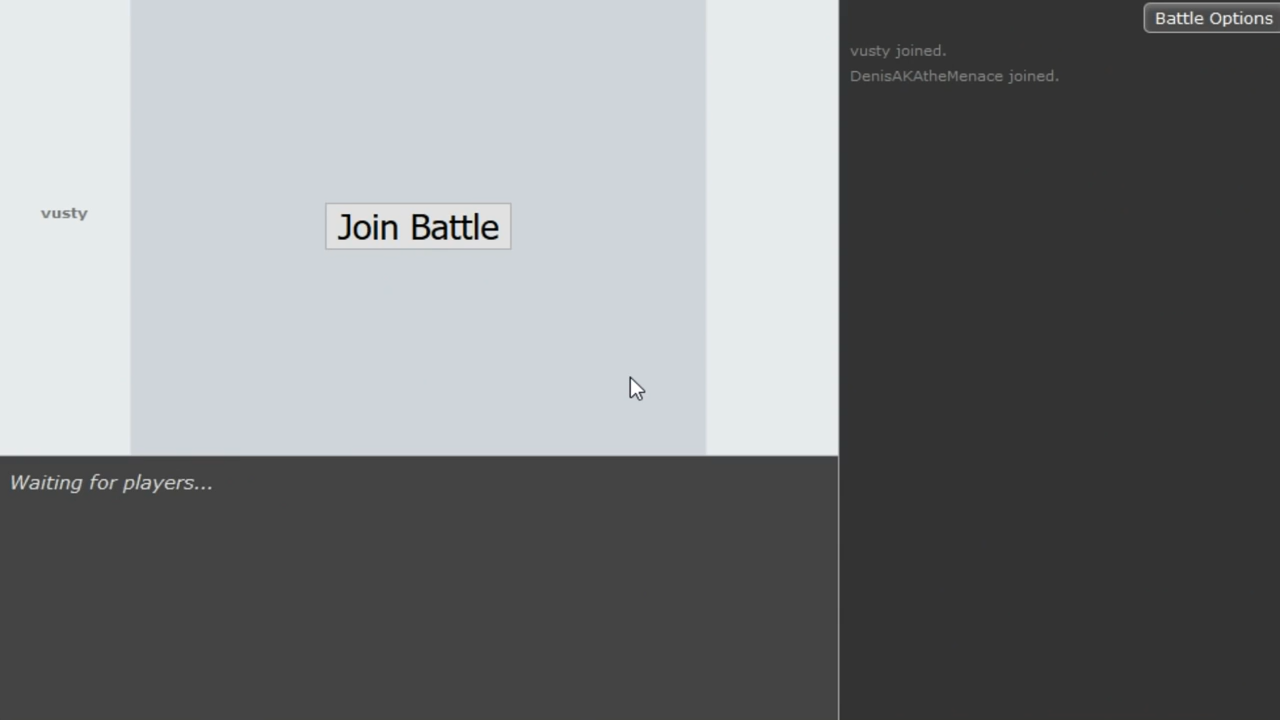 Battle Options
vusty joined.
DenisAKAtheMenace joined.
vusty
Join Battle
Waiting for players...